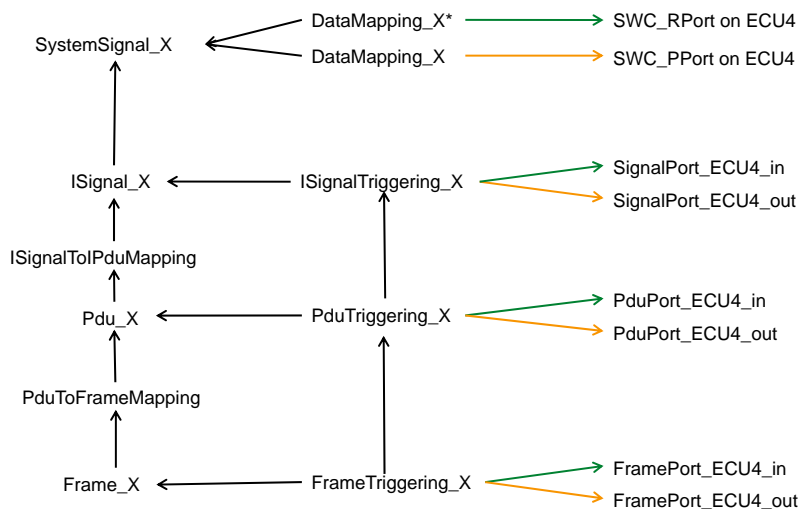 DataMapping_X*
SWC_RPort on ECU4
SystemSignal_X
DataMapping_X
SWC_PPort on ECU4
ISignal_X
ISignalTriggering_X
SignalPort_ECU4_in
SignalPort_ECU4_out
ISignalToIPduMapping
Pdu_X
PduTriggering_X
PduPort_ECU4_in
PduPort_ECU4_out
PduToFrameMapping
Frame_X
FrameTriggering_X
FramePort_ECU4_in
FramePort_ECU4_out